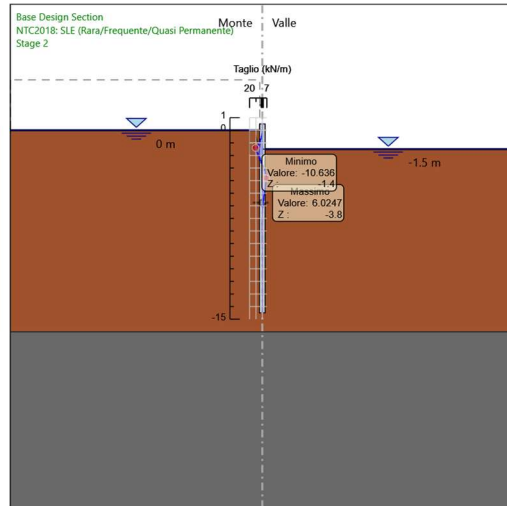 Base Design Section
NTC2018: SLE (Rara/Frequente/Quasi Permanente)
Stage 2
Monte Valle
Taglio (kN/m)
20 -7
1
0
0 m
-1.5 m
Minimo
Valore: -10.636
Z : -1.4
Massimo
Valore: 6.0247
Z : -3.8
-15